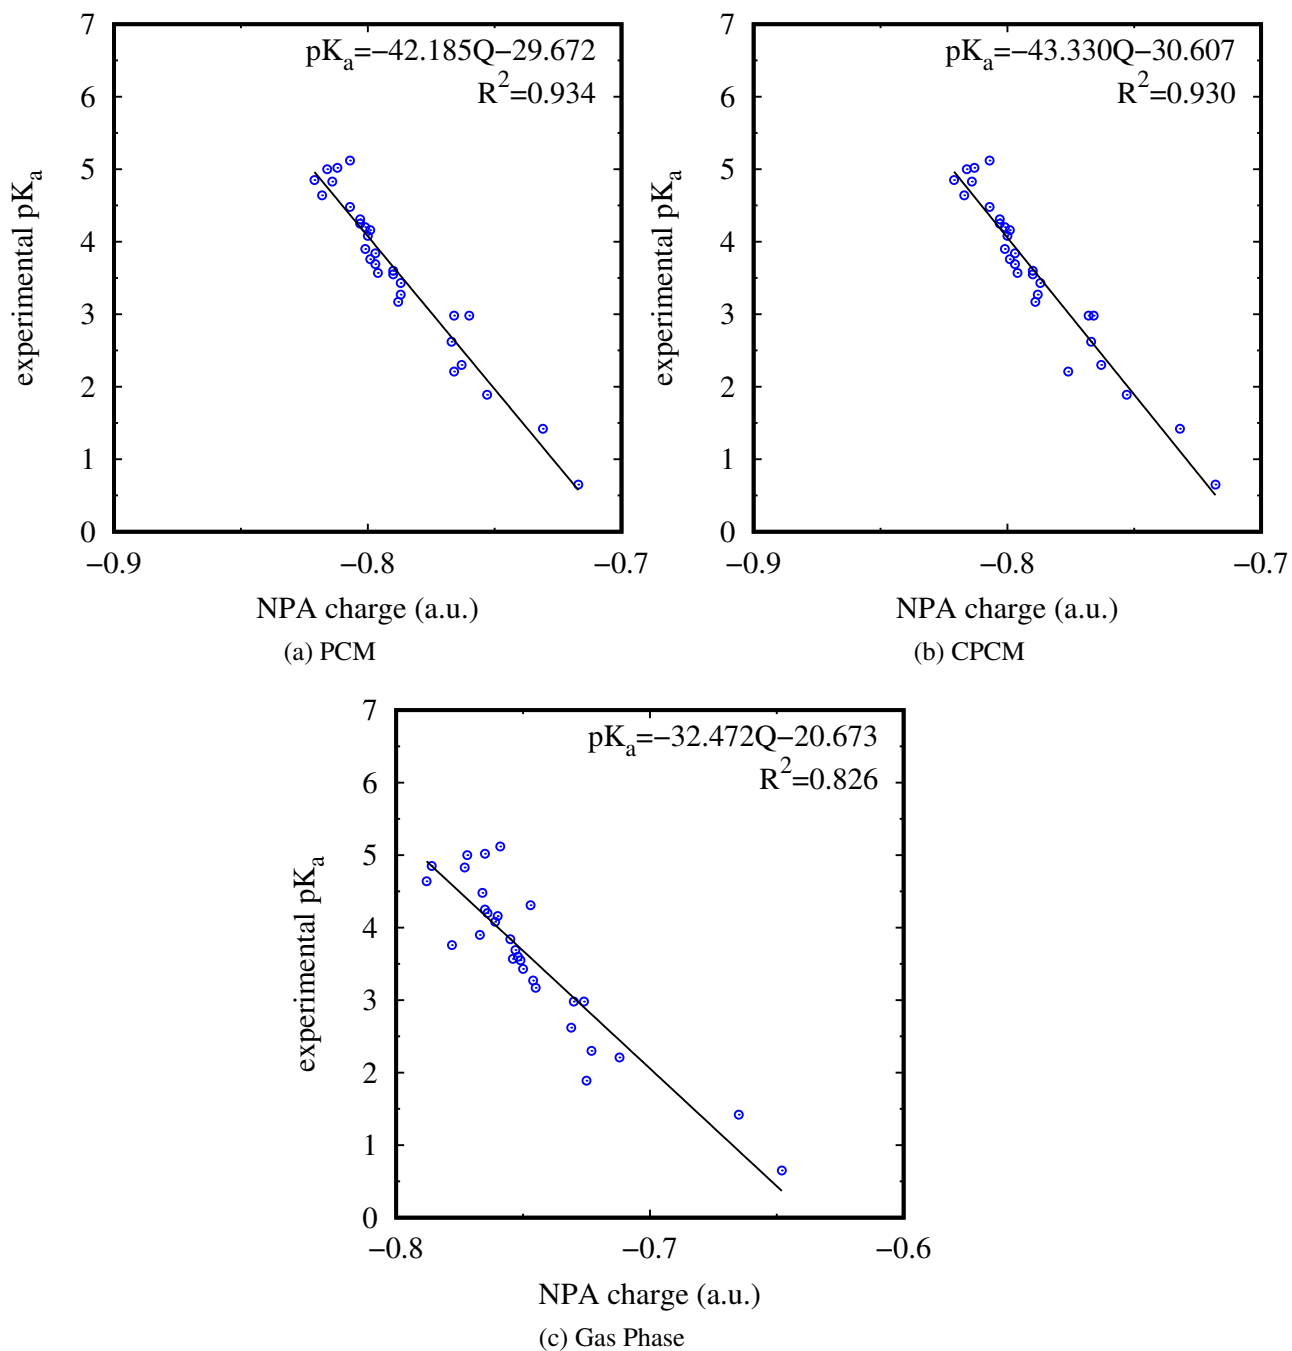 pKa=−42.185Q−29.672
R2=0.934
7
6
5
4
3
2
1
0
experimental pKa
−0.9 −0.8 −0.7
NPA charge (a.u.)
(a) PCM
pKa=−43.330Q−30.607
R2=0.930
7
6
5
4
3
2
1
0
experimental pKa
−0.9 −0.8 −0.7
NPA charge (a.u.)
(b) CPCM
pKa=−32.472Q−20.673
R2=0.826
7
6
5
4
3
2
1
0
experimental pKa
−0.8 −0.7 −0.6
NPA charge (a.u.)
(c) Gas Phase